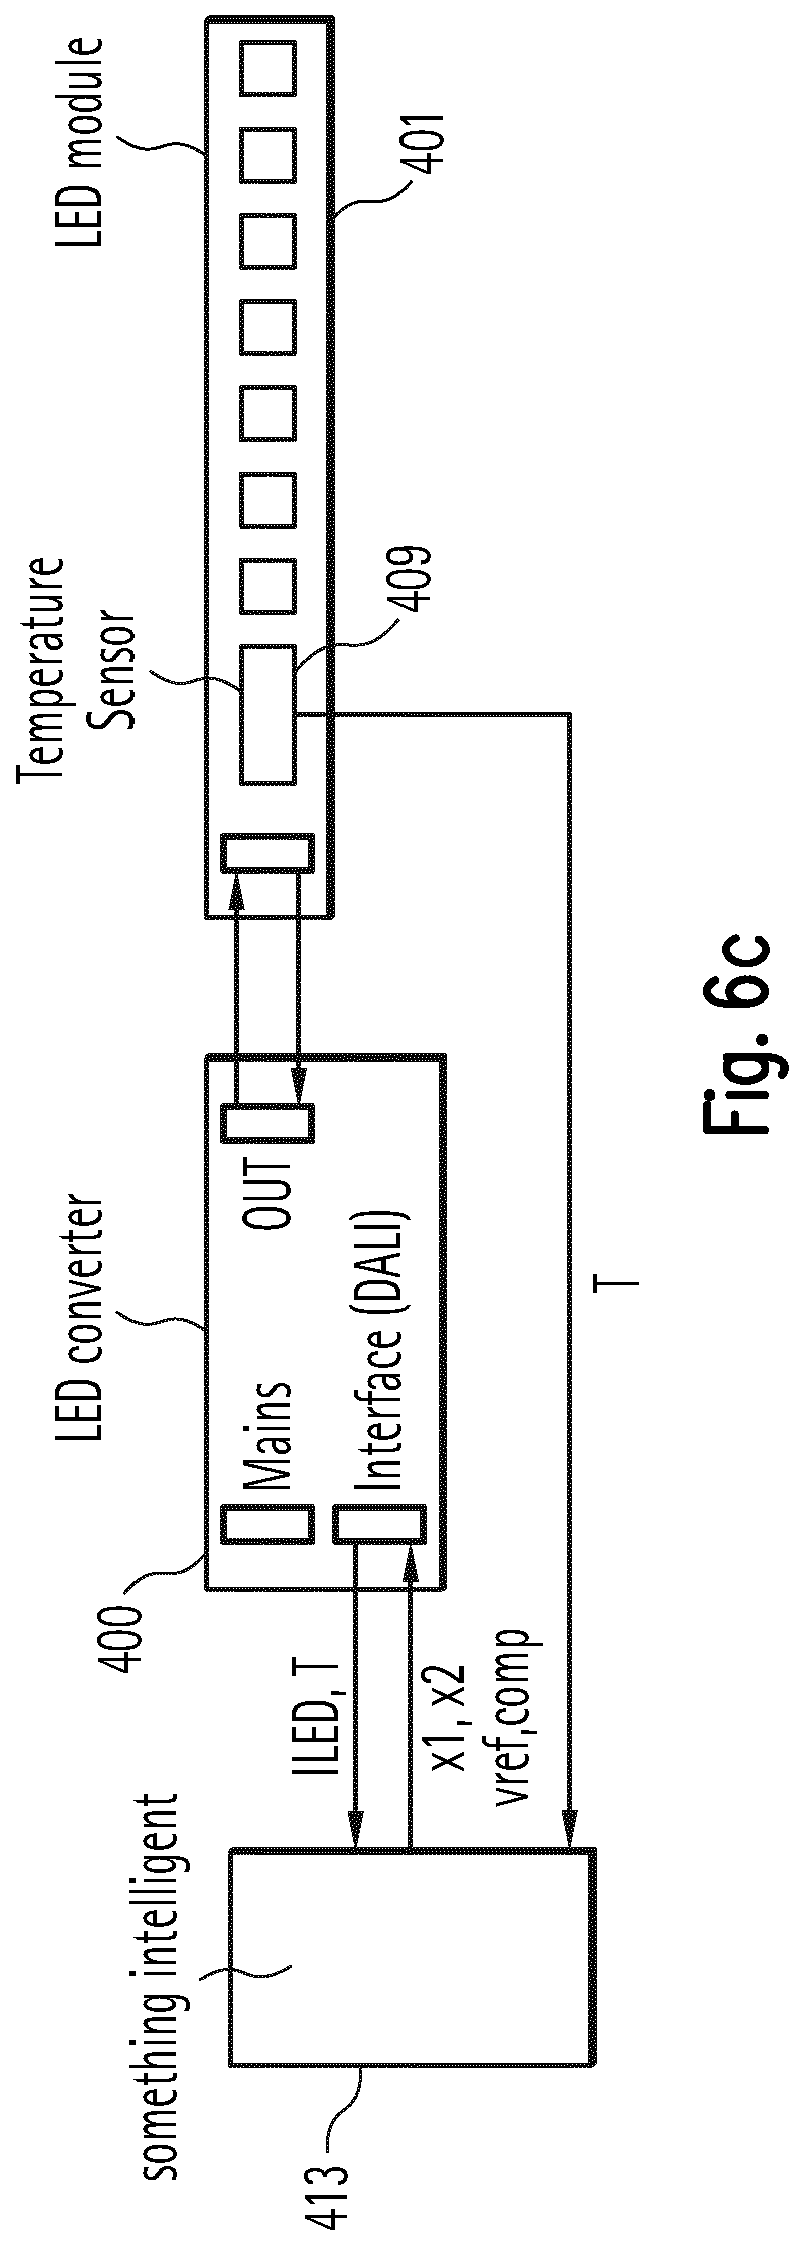 something intelligent
413
ILED, T
x1, x2
vref,comp
400
LED converter
Mains
Interface (DALI)
OUT
T
Temperature
Sensor
409
LED module
401
Fig. 6c